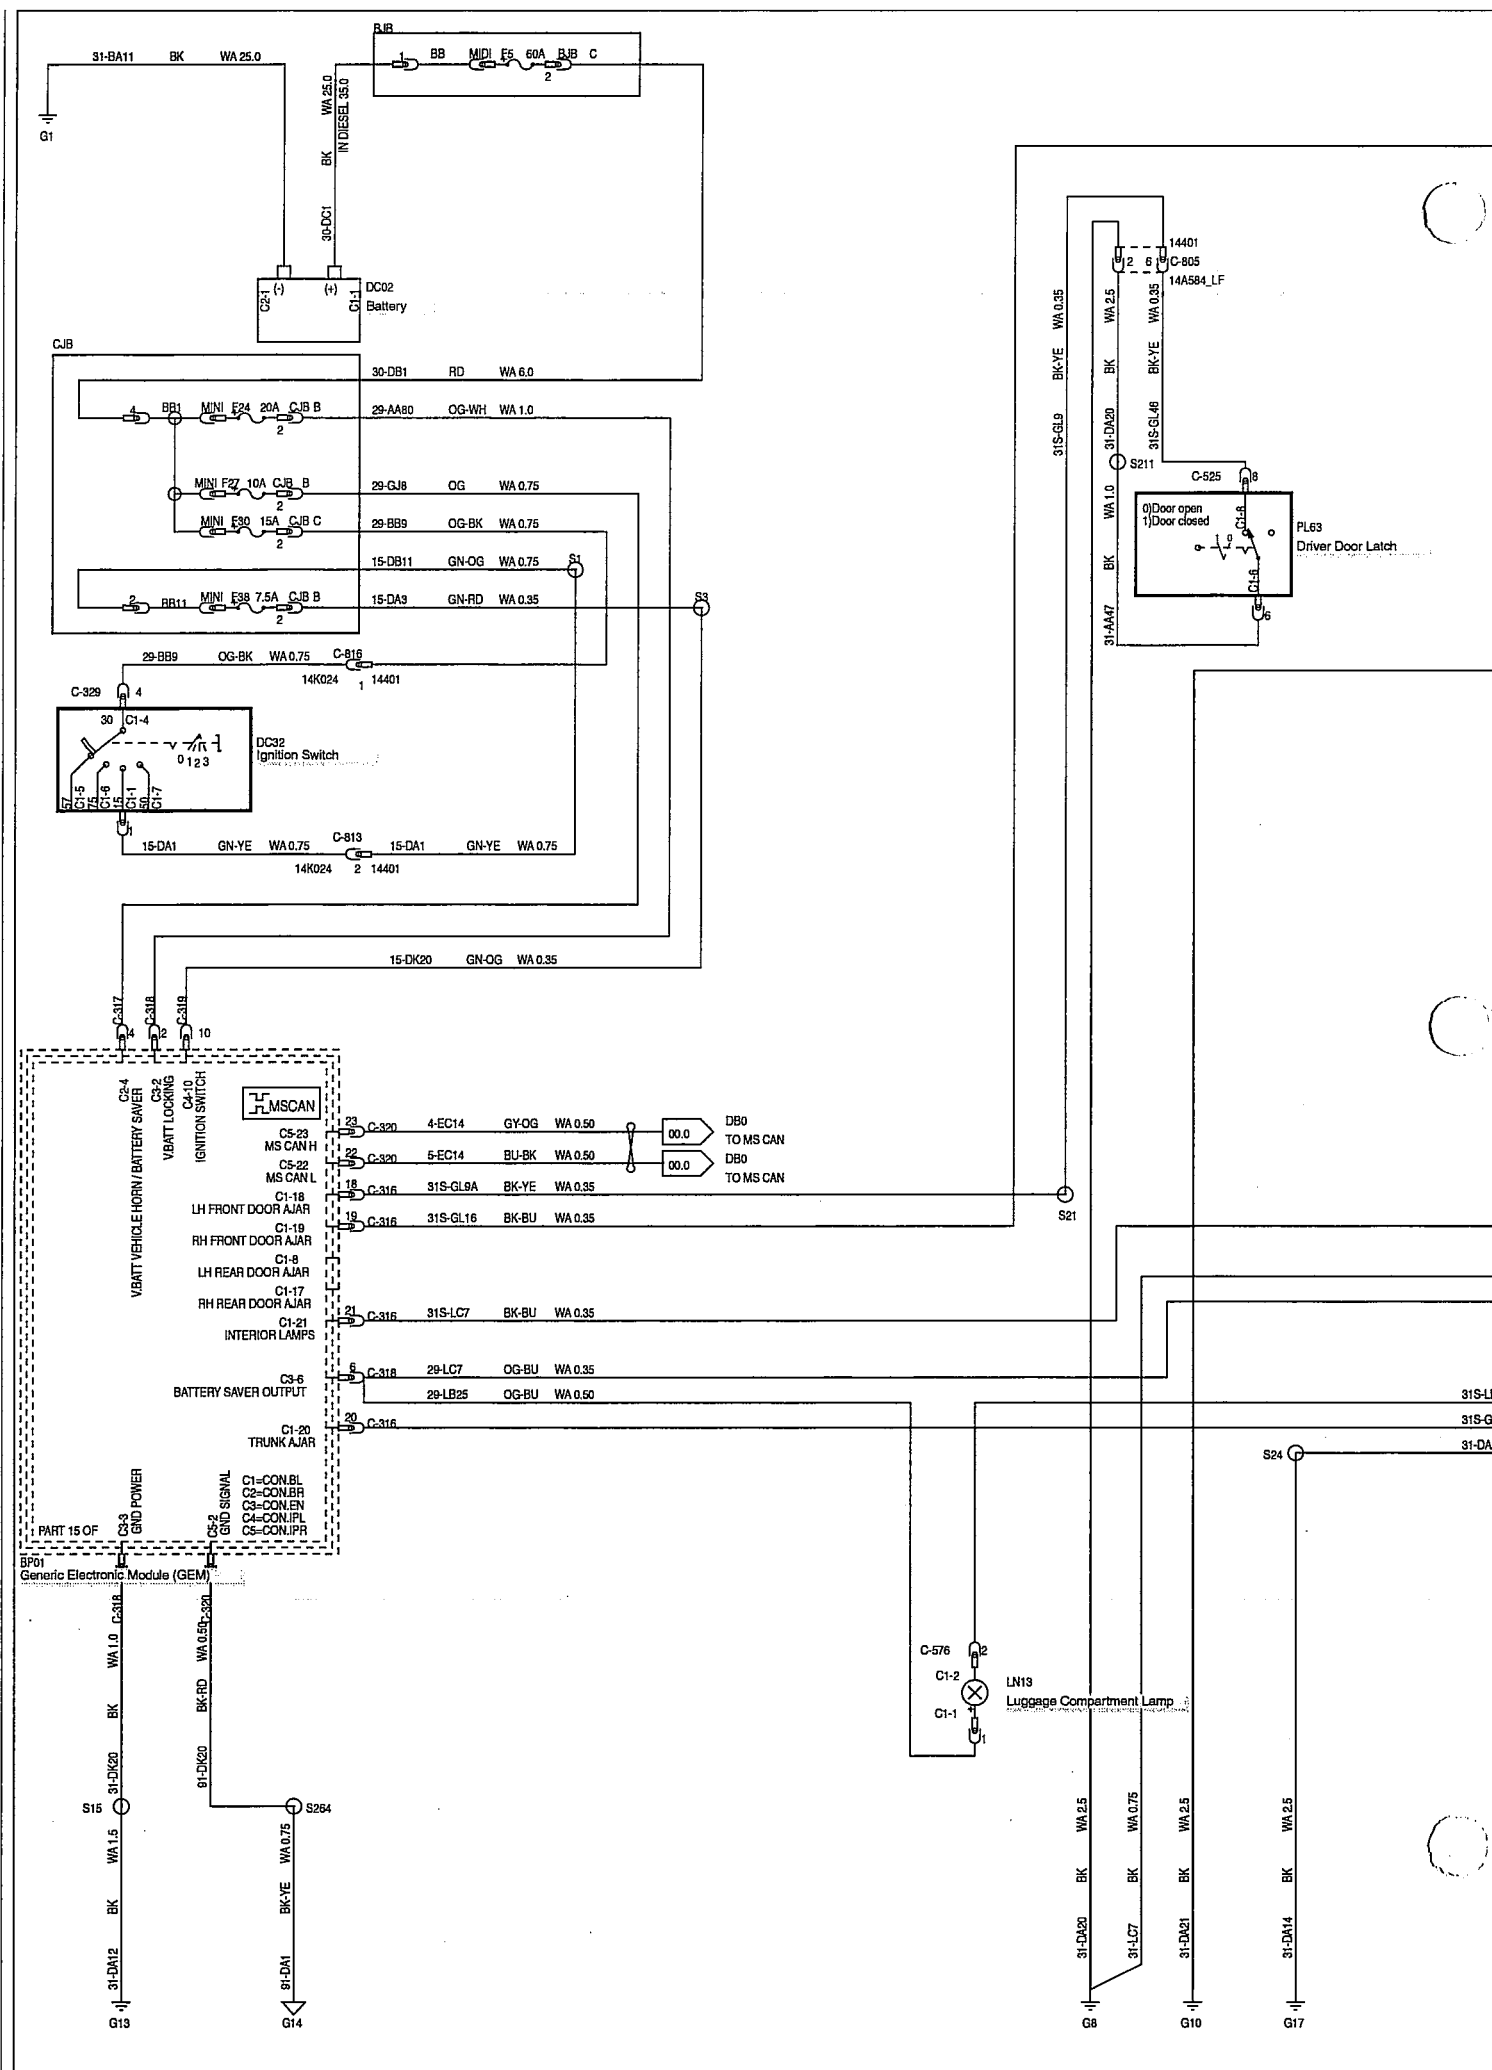 BJB
31-BA11 BK WA 25.0
1 BB MIDI F5 60A BJB C
2
G1
30-DC1 BK WA 25.0
IN DIESEL 35.0
C2-1 (-) (+) C1-1
DC02
Battery
CJB
30-DB1 RD WA 6.0
4 BB1 MINI F24 20A CJB B
2
29-AA80 OG-WH WA 1.0
MINI F27 10A CJB B
2
29-GJ8 OG WA 0.75
MINI F30 15A CJB C
2
29-BB9 OG-BK WA 0.75
15-DB11 GN-OG WA 0.75
S1
2 BB11 MINI F38 7.5A CJB B
2
15-DA3 GN-RD WA 0.35
S3
29-BB9 OG-BK WA 0.75 C-816
14K024 1 14401
C-329 4
30 C1-4
0 1 2 3
57 C1-5 75 C1-6 15 C1-1 50 C1-7
DC32
Ignition Switch
1
15-DA1 GN-YE WA 0.75 C-813
15-DA1 GN-YE WA 0.75
14K024 2 14401
15-DK20 GN-OG WA 0.35
C-317 4
C-318 2
C-319 10
C2-4
V.BATT VEHICLE HORN / BATTERY SAVER
C3-2
V.BATT LOCKING
C4-10
IGNITION SWITCH
MSCAN
C5-23
MS CAN H
23 C-320 4-EC14 GY-OG WA 0.50
00.0
DB0
TO MS CAN
C5-22
MS CAN L
22 C-320 5-EC14 BU-BK WA 0.50
00.0
DB0
TO MS CAN
C1-18
LH FRONT DOOR AJAR
18 C-316 31S-GL9A BK-YE WA 0.35
S21
C1-19
RH FRONT DOOR AJAR
19 C-316 31S-GL16 BK-BU WA 0.35
C1-8
LH REAR DOOR AJAR
C1-17
RH REAR DOOR AJAR
C1-21
INTERIOR LAMPS
21 C-316 31S-LC7 BK-BU WA 0.35
C3-6
BATTERY SAVER OUTPUT
6 C-318 29-LC7 OG-BU WA 0.35
29-LB25 OG-BU WA 0.50
C1-20
TRUNK AJAR
20 C-316
C1=CON.BL
C2=CON.BR
C3=CON.EN
C4=CON.IPL
C5=CON.IPR
PART 15 OF
C3-3
GND POWER
C5-2
GND SIGNAL
BP01
Generic Electronic Module (GEM)
31-DK20 BK WA 1.0 C-318
91-DK20 BK-RD WA 0.50 C-320
S15
S264
31-DA12 BK WA 1.5
91-DA1 BK-YE WA 0.75
G13
G14
31S-GL9 BK-YE WA 0.35
2 6
14401
C-805
14A584_LF
31-DA20 BK WA 2.5
31S-GL46 BK-YE WA 0.35
S211
31-AA47 BK WA 1.0
C-525 8
0)Door open
1)Door closed
C1-8
1 0
C1-6
6
PL63
Driver Door Latch
31S-L
31S-G
S24
31-DA
C-576 2
C1-2
C1-1
1
LN13
Luggage Compartment Lamp
31-DA20 BK WA 2.5
31-LC7 BK WA 0.75
31-DA21 BK WA 2.5
31-DA14 BK WA 2.5
G8
G10
G17